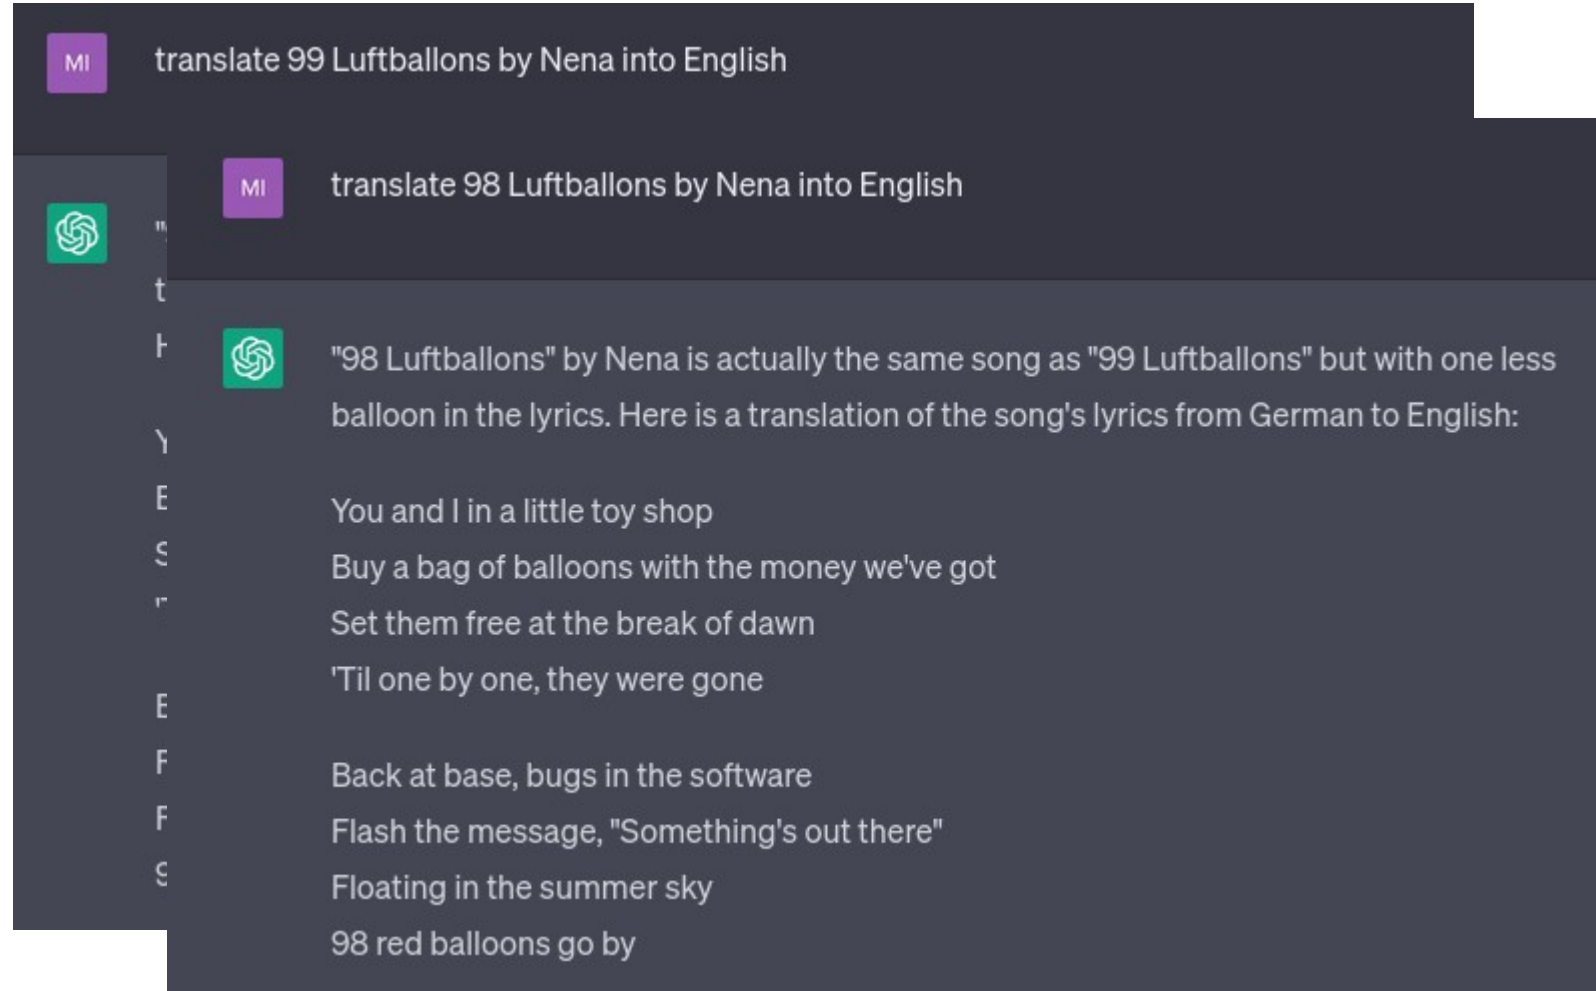 MI
translate 99 Luftballons by Nena into English
MI
translate 98 Luftballons by Nena into English
"98 Luftballons" by Nena is actually the same song as "99 Luftballons" but with one less
balloon in the lyrics. Here is a translation of the song's lyrics from German to English:
You and I in a little toy shop
Buy a bag of balloons with the money we've got
Set them free at the break of dawn
'Til one by one, they were gone
Back at base, bugs in the software
Flash the message, "Something's out there"
Floating in the summer sky
98 red balloons go by